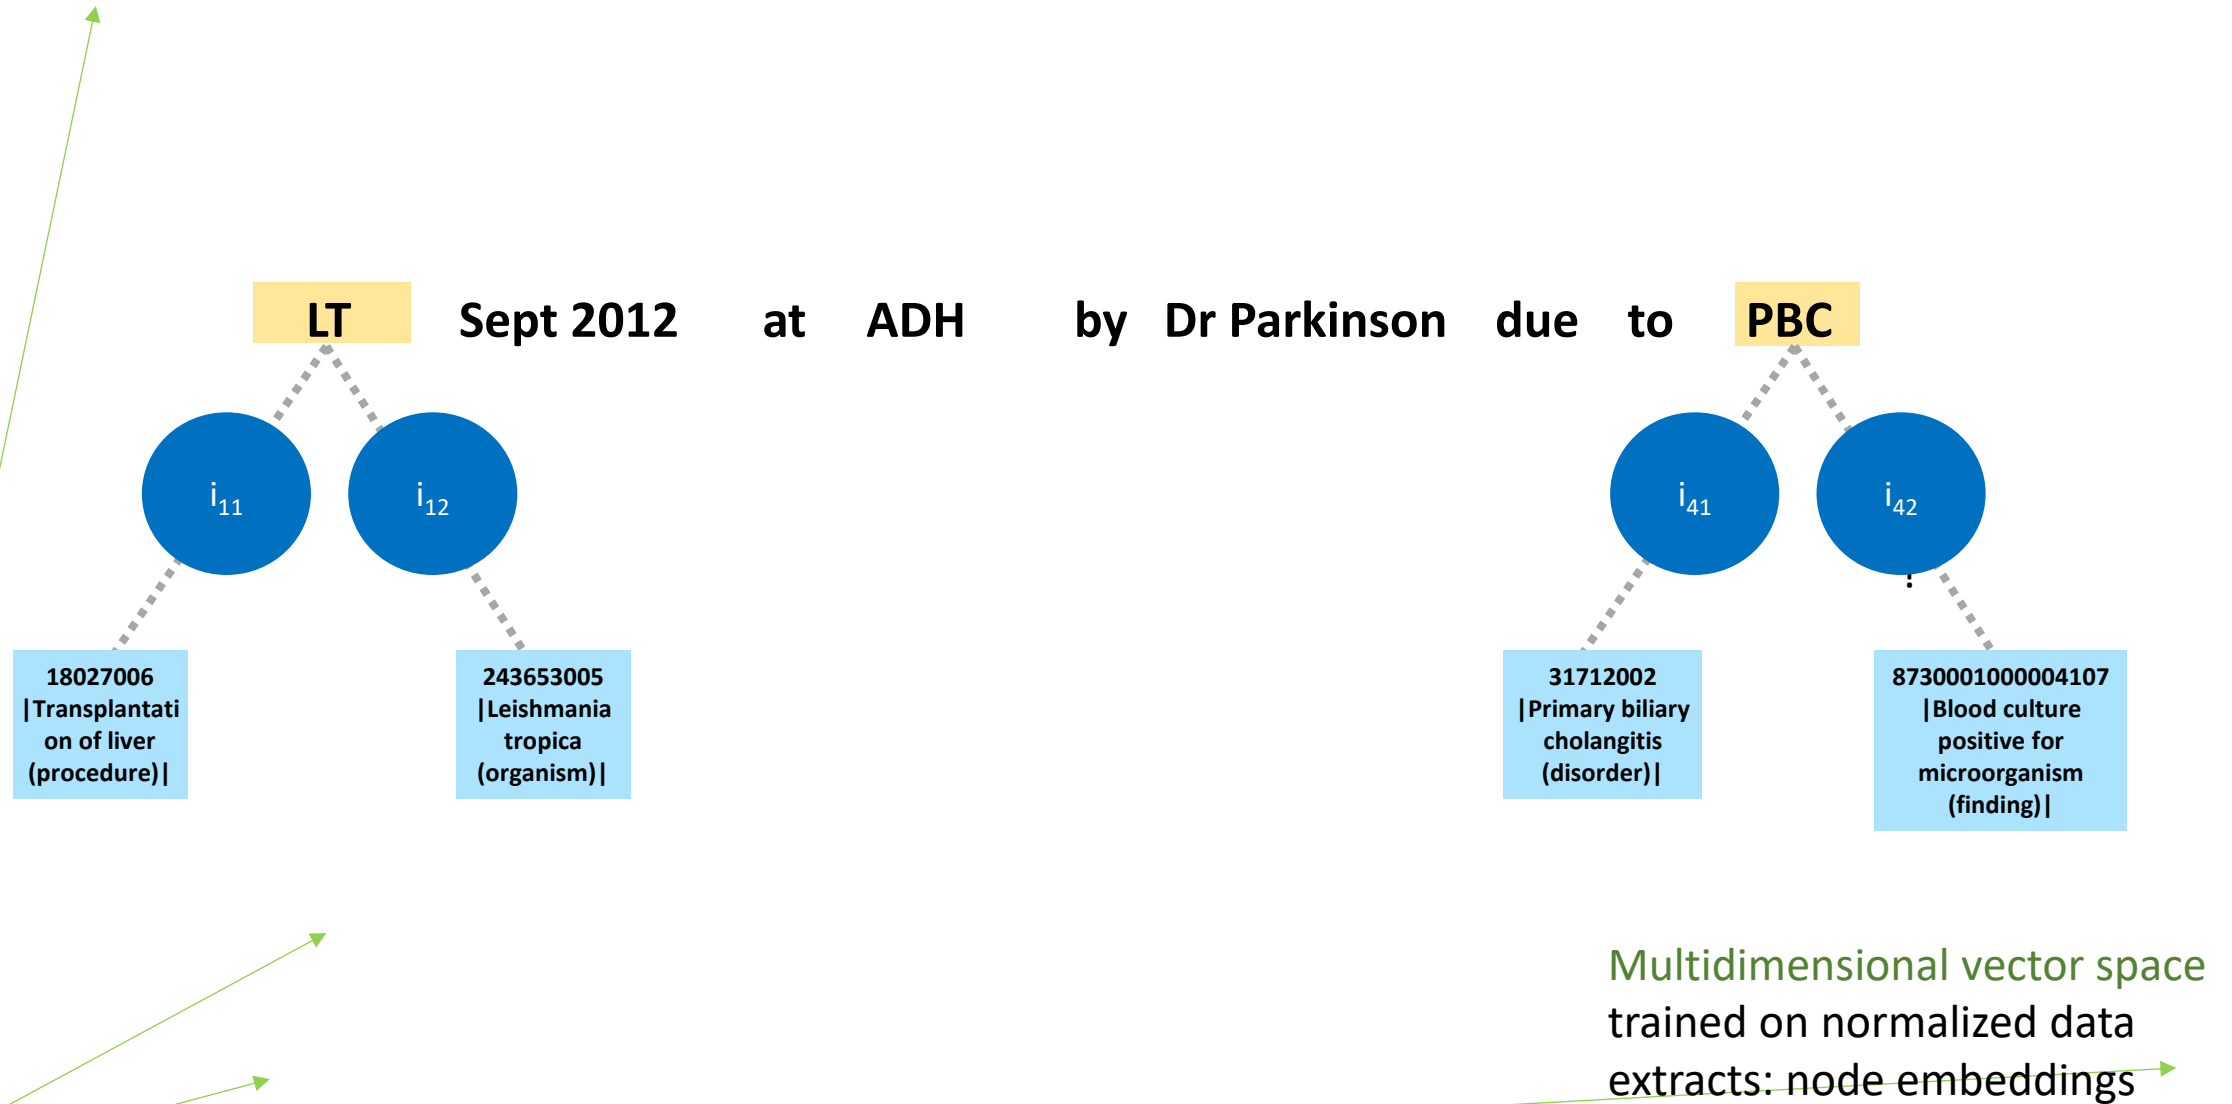 LT Sept 2012 at ADH by Dr Parkinson due to PBC
i11 i12 i41 i42
18027006
|Transplantati
on of liver
(procedure)|
243653005
|Leishmania
tropica
(organism)|
31712002
|Primary biliary
cholangitis
(disorder)|
8730001000004107
|Blood culture
positive for
microorganism
(finding)|
Multidimensional vector space
trained on normalized data
extracts: node embeddings